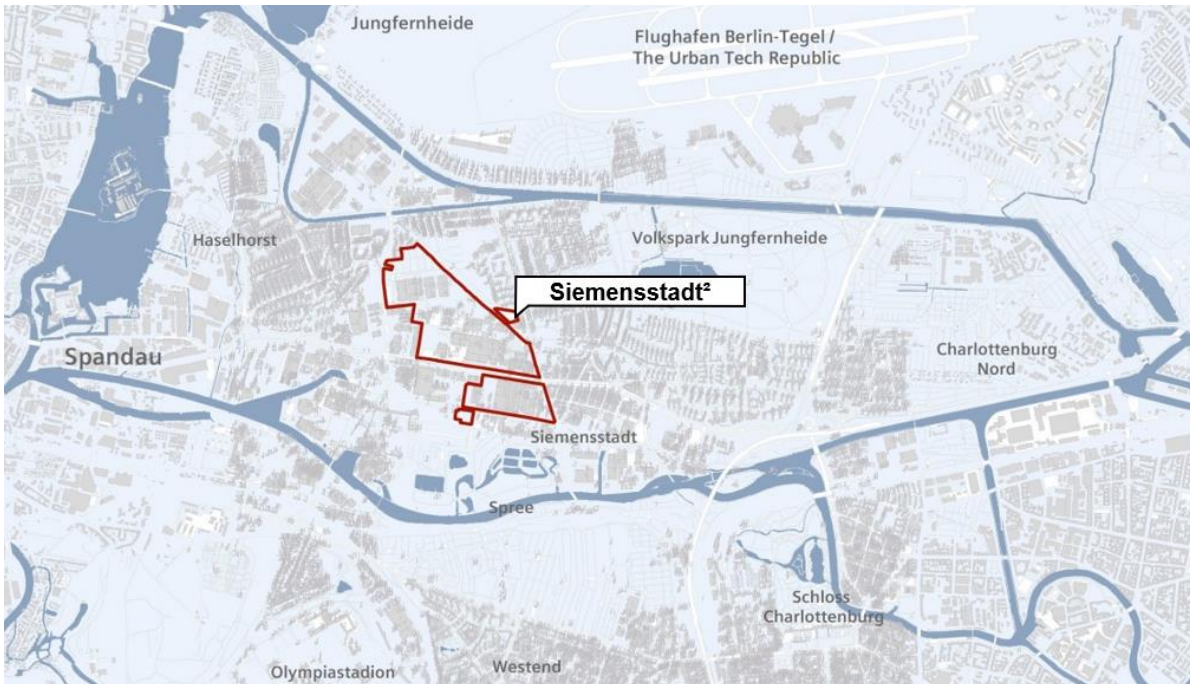 Jungfernheide
Flughafen Berlin-Tegel /
The Urban Tech Republic
Haselhorst
Volkspark Jungfernheide
Siemensstadt²
Spandau
Charlottenburg
Nord
Siemensstadt
Spree
Schloss
Charlottenburg
Olympiastadion
Westend